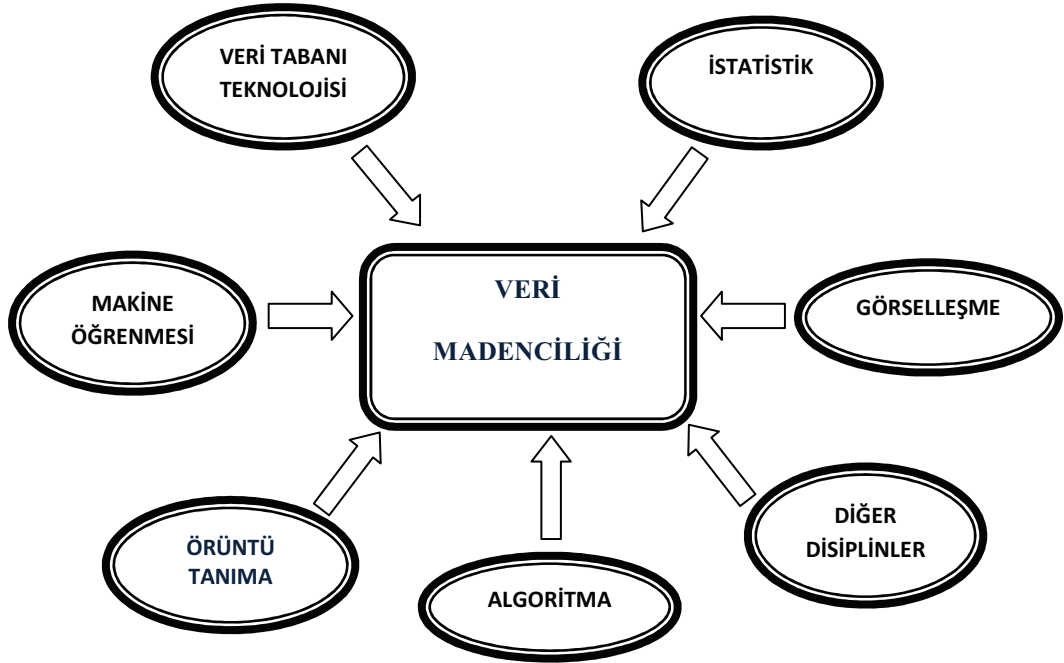 VERİ TABANI
TEKNOLOJİSİ
İSTATİSTİK
VERİ
MADENCİLİĞİ
MAKİNE
ÖĞRENMESİ
GÖRSELLEŞME
ÖRÜNTÜ
TANIMA
ALGORİTMA
DİĞER
DİSİPLİNLER